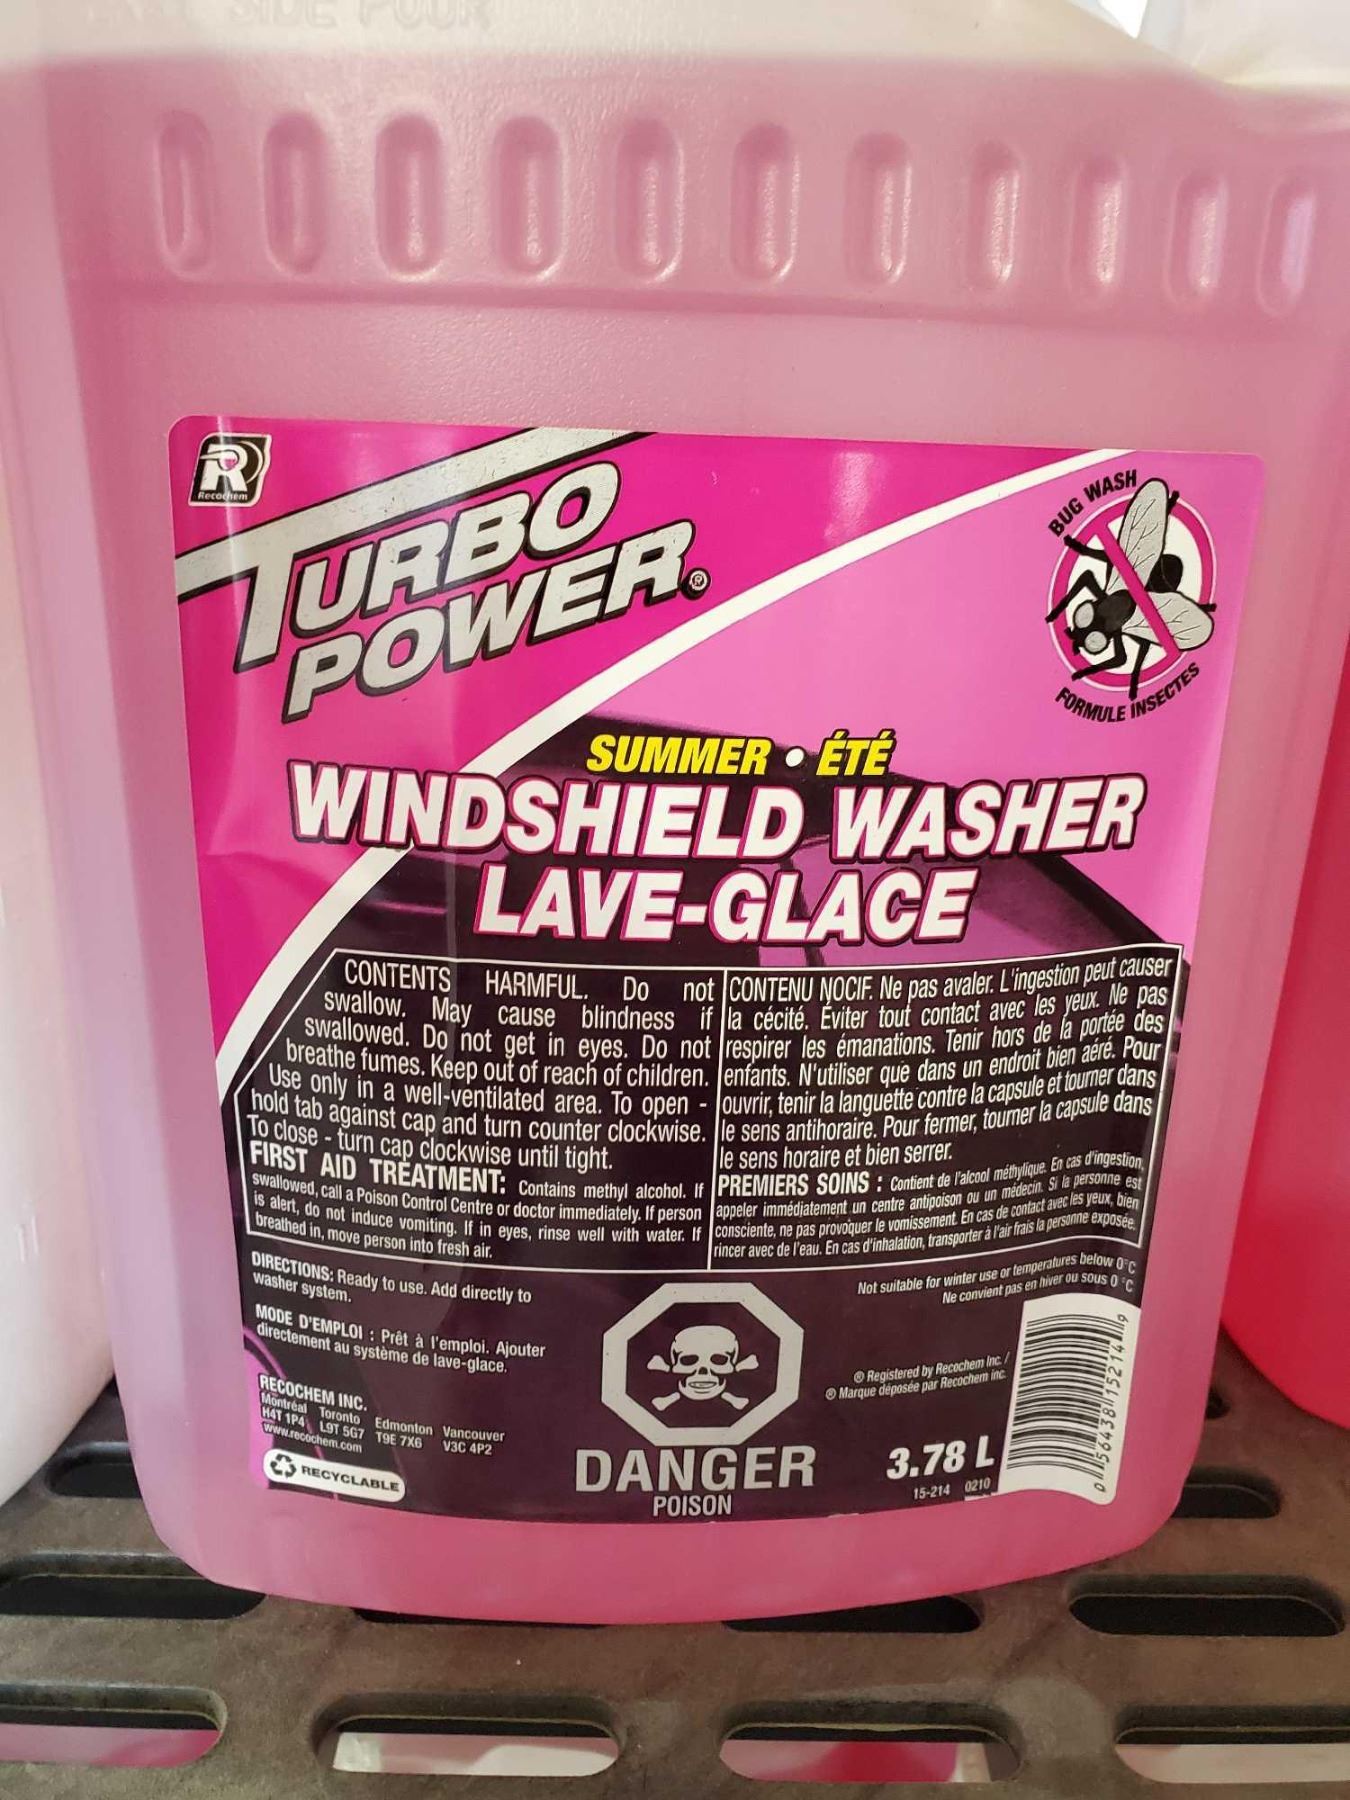 SIDE POUR
R
Recochem
TURBO
POWER®
BUG WASH
FORMULE INSECTES
SUMMER • ÉTÉ
WINDSHIELD WASHER
LAVE-GLACE
CONTENTS HARMFUL. Do not
swallow. May cause blindness if
swallowed. Do not get in eyes. Do not
breathe fumes. Keep out of reach of children.
Use only in a well-ventilated area. To open -
hold tab against cap and turn counter clockwise.
To close - turn cap clockwise until tight.
FIRST AID TREATMENT: Contains methyl alcohol. If
swallowed, call a Poison Control Centre or doctor immediately. If person
is alert, do not induce vomiting. If in eyes, rinse well with water. If
breathed in, move person into fresh air.
CONTENU NOCIF. Ne pas avaler. L'ingestion peut causer
la cécité. Éviter tout contact avec les yeux. Ne pas
respirer les émanations. Tenir hors de la portée des
enfants. N'utiliser que dans un endroit bien aéré. Pour
ouvrir, tenir la languette contre la capsule et tourner dans
le sens antihoraire. Pour fermer, tourner la capsule dans
le sens horaire et bien serrer.
PREMIERS SOINS : Contient de l'alcool méthylique. En cas d'ingestion,
appeler immédiatement un centre antipoison ou un médecin. Si la personne est
consciente, ne pas provoquer le vomissement. En cas de contact avec les yeux, bien
rincer avec de l'eau. En cas d'inhalation, transporter à l'air frais la personne exposée.
DIRECTIONS: Ready to use. Add directly to
washer system.
MODE D'EMPLOI : Prêt à l'emploi. Ajouter
directement au système de lave-glace.
Not suitable for winter use or temperatures below 0°C
Ne convient pas en hiver ou sous 0 °C
RECOCHEM INC.
Montréal Toronto Edmonton Vancouver
H4T 1P4 L9T 5G7 T9E 7X6 V3C 4P2
www.recochem.com
RECYCLABLE
DANGER
POISON
® Registered by Recochem Inc. /
® Marque déposée par Recochem inc.
3.78 L
15-214 0210
0 56438 15214 9